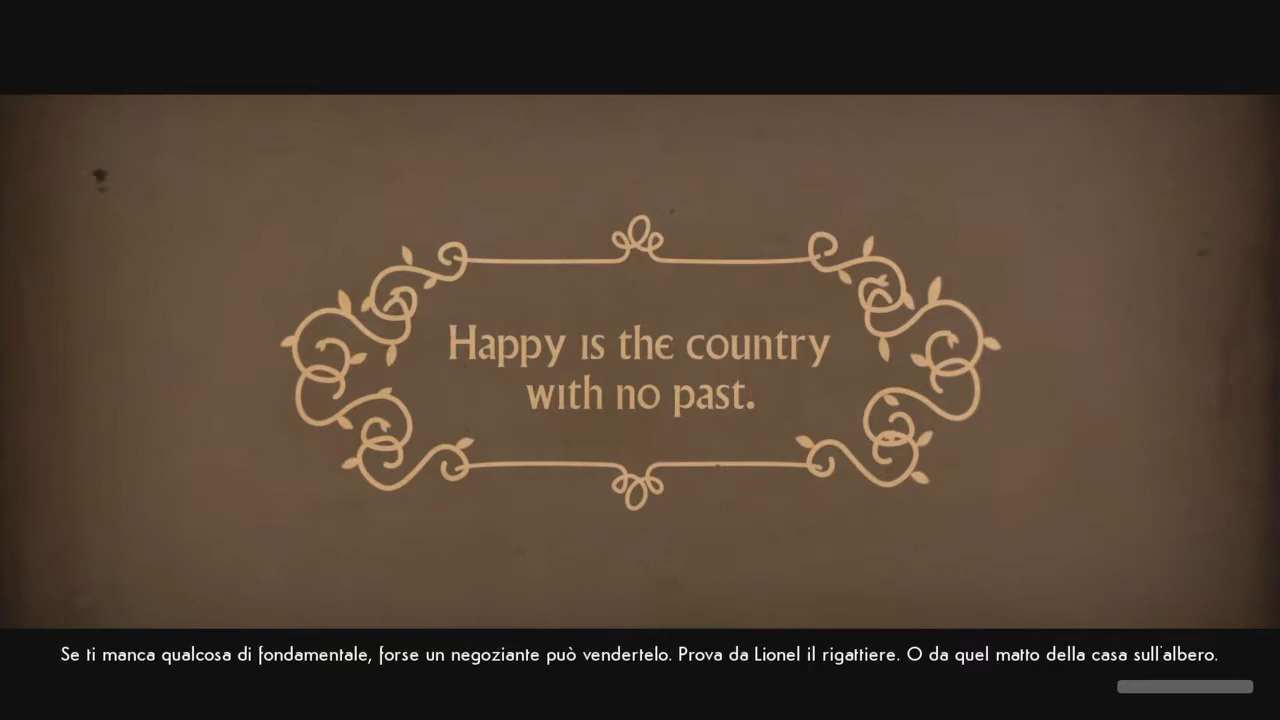 Happy is the country
with no past.
Se ti manca qualcosa di fondamentale, forse un negoziante può vendertelo. Prova da Lionel il rigattiere. O da quel matto della casa sull'albero.